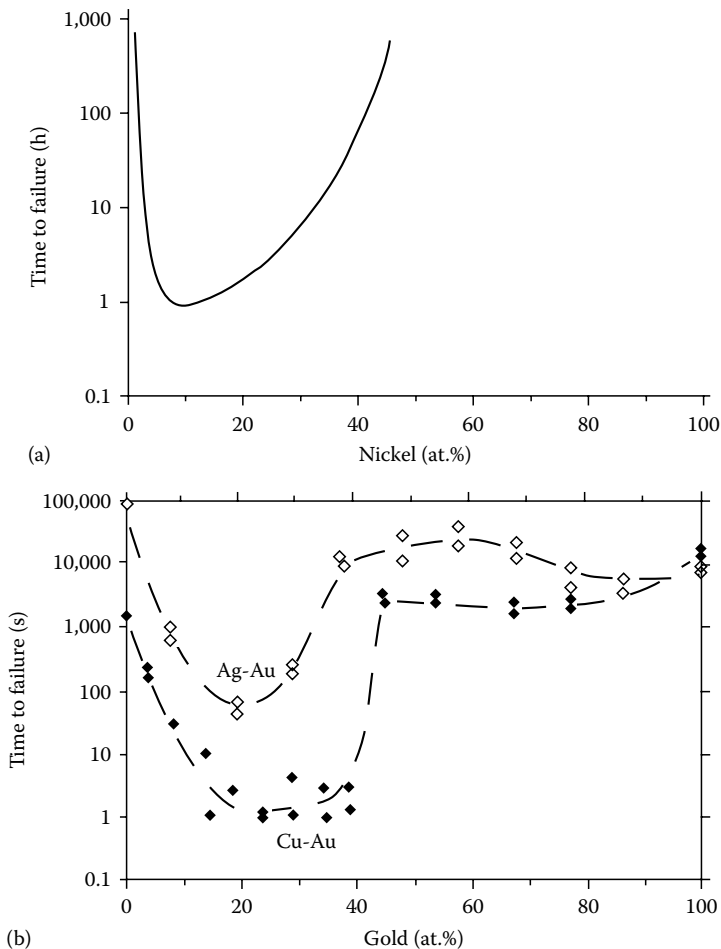 1,000
100
10
1
0.1
Time to failure (h)
0 20 40 60 80 100
(a)
Nickel (at.%)
100,000
10,000
1,000
100
10
1
0.1
Time to failure (s)
Ag-Au
Cu-Au
0 20 40 60 80 100
(b)
Gold (at.%)